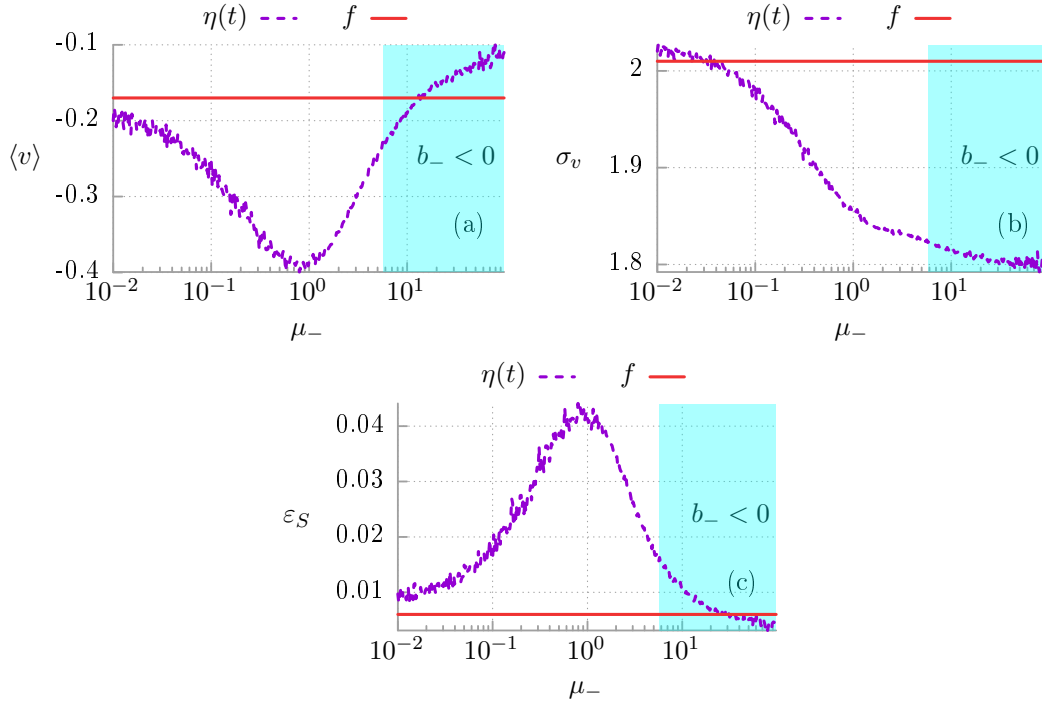 η(t) f
-0.1
-0.2
⟨v⟩
-0.3
-0.4
b₋ < 0
(a)
10⁻² 10⁻¹ 10⁰ 10¹
μ₋
η(t) f
2
1.9
σᵥ
1.8
b₋ < 0
(b)
10⁻² 10⁻¹ 10⁰ 10¹
μ₋
η(t) f
0.04
0.03
ε_S
0.02
0.01
b₋ < 0
(c)
10⁻² 10⁻¹ 10⁰ 10¹
μ₋